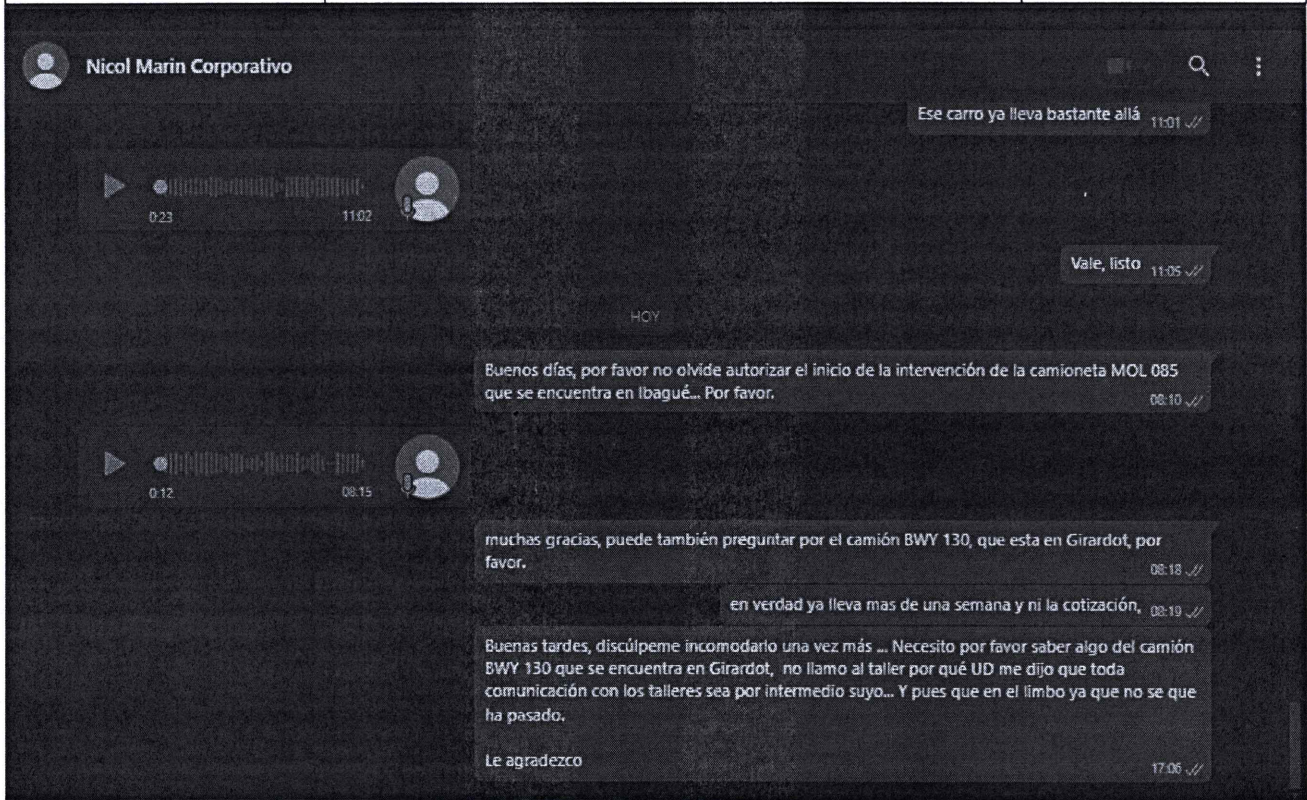 Nicol Marin Corporativo
Ese carro ya lleva bastante allá 11:01
0:23 11:02
Vale, listo 11:05
HOY
Buenos días, por favor no olvide autorizar el inicio de la intervención de la camioneta MOL 085
que se encuentra en Ibagué... Por favor. 08:10
0:12 08:15
muchas gracias, puede también preguntar por el camión BWY 130, que esta en Girardot, por
favor. 08:18
en verdad ya lleva mas de una semana y ni la cotización, 08:19
Buenas tardes, discúlpeme incomodarlo una vez más ... Necesito por favor saber algo del camión
BWY 130 que se encuentra en Girardot, no llamo al taller por qué UD me dijo que toda
comunicación con los talleres sea por intermedio suyo... Y pues que en el limbo ya que no se que
ha pasado.
Le agradezco 17:06